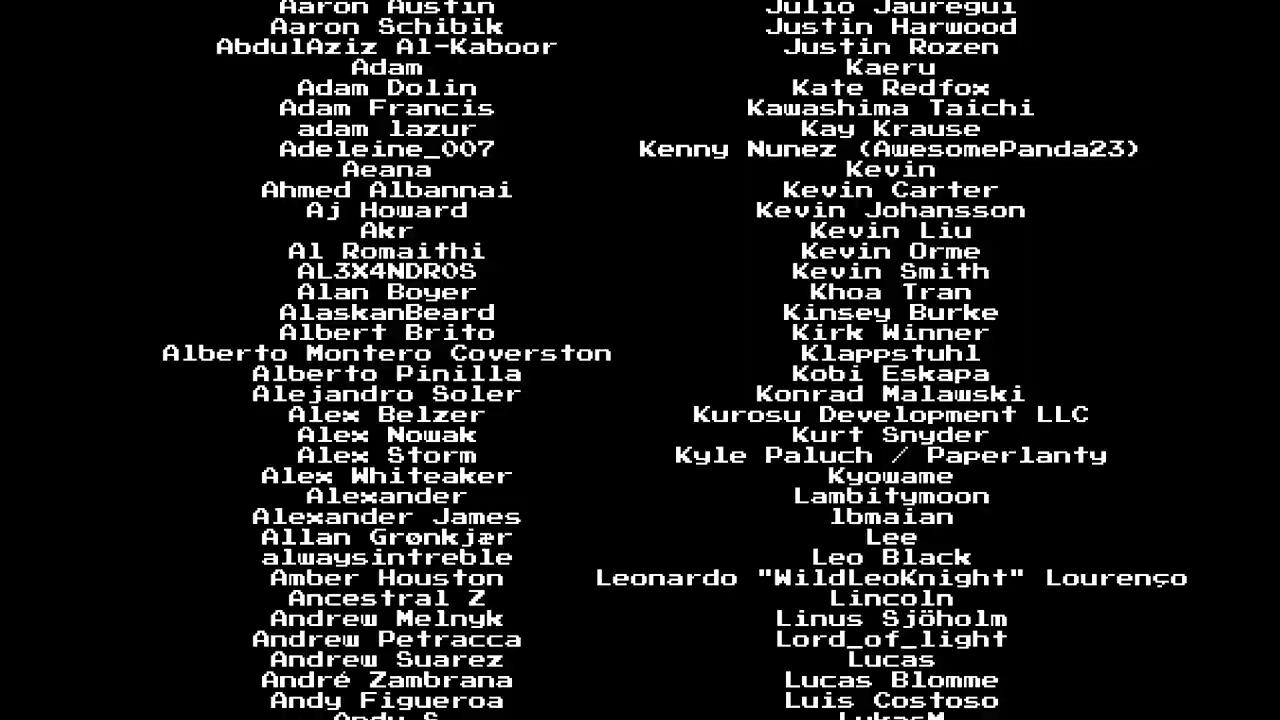 Aaron Austin
Aaron Schibik
AbdulAziz Al-Kaboor
Adam
Adam Dolin
Adam Francis
adam lazur
Adeleine_007
Aeana
Ahmed Albannai
Aj Howard
Akr
Al Romaithi
AL3X4NDROS
Alan Boyer
AlaskanBeard
Albert Brito
Alberto Montero Coverston
Alberto Pinilla
Alejandro Soler
Alex Belzer
Alex Nowak
Alex Storm
Alex Whiteaker
Alexander
Alexander James
Allan Grønkjær
alwaysintreble
Amber Houston
Ancestral Z
Andrew Melnyk
Andrew Petracca
Andrew Suarez
André Zambrana
Andy Figueroa
Andy S
Julio Jauregui
Justin Harwood
Justin Rozen
Kaeru
Kate Redfox
Kawashima Taichi
Kay Krause
Kenny Nunez (AwesomePanda23)
Kevin
Kevin Carter
Kevin Johansson
Kevin Liu
Kevin Orme
Kevin Smith
Khoa Tran
Kinsey Burke
Kirk Winner
Klappstuhl
Kobi Eskapa
Konrad Malawski
Kurosu Development LLC
Kurt Snyder
Kyle Paluch / Paperlanty
Kyowame
Lambitymoon
lbmaian
Lee
Leo Black
Leonardo "WildLeoKnight" Lourenço
Lincoln
Linus Sjöholm
Lord_of_light
Lucas
Lucas Blomme
Luis Costoso
LukasM